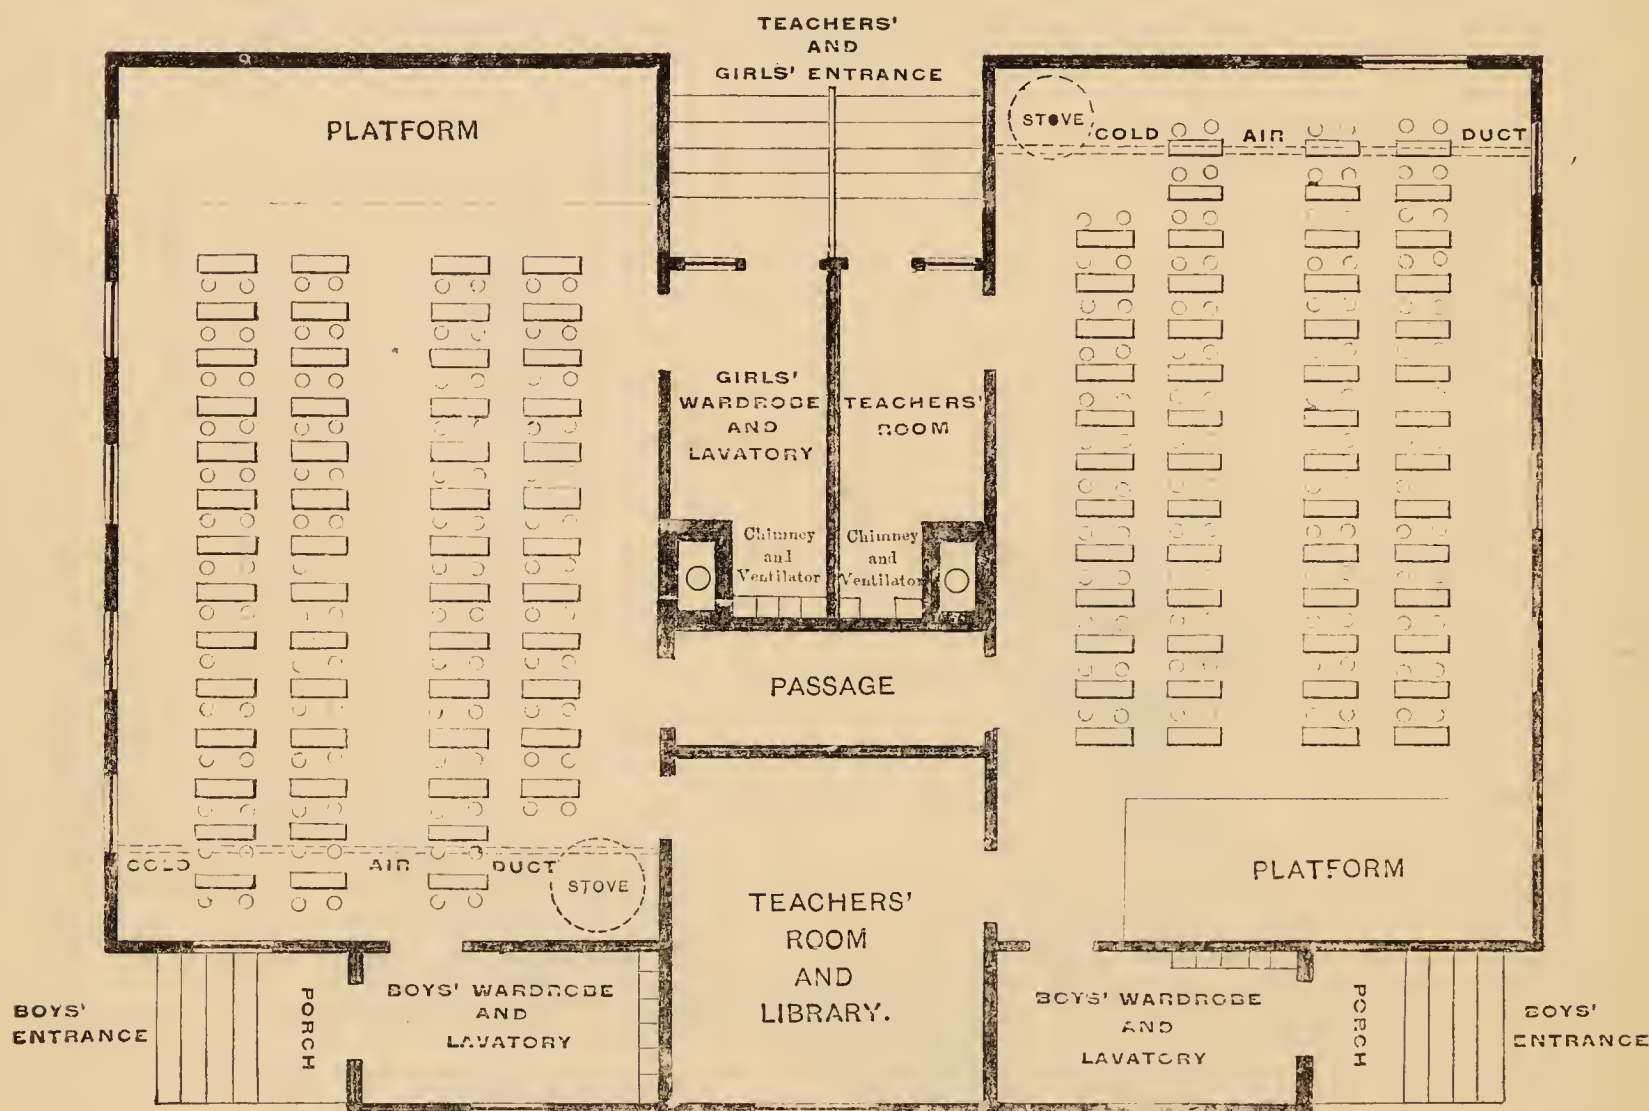 TEACHERS'
AND
GIRLS' ENTRANCE
PLATFORM
STOVE
COLD AIR DUCT
GIRLS'
WARDROBE
AND
LAVATORY
TEACHERS'
ROOM
Chimney
and
Ventilator
Chimney
and
Ventilator
PASSAGE
COLD AIR DUCT
STOVE
PLATFORM
TEACHERS'
ROOM
AND
LIBRARY.
BOYS'
ENTRANCE
PORCH
BOYS' WARDROBE
AND
LAVATORY
BOYS' WARDROBE
AND
LAVATORY
PORCH
BOYS'
ENTRANCE